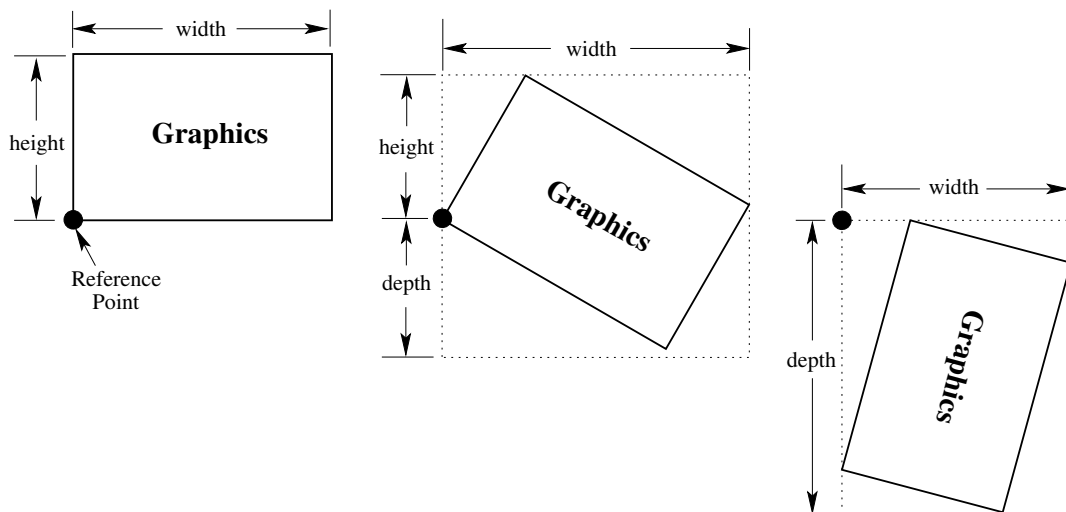 width
height
Graphics
Reference
Point
width
height
Graphics
depth
width
depth
Graphics